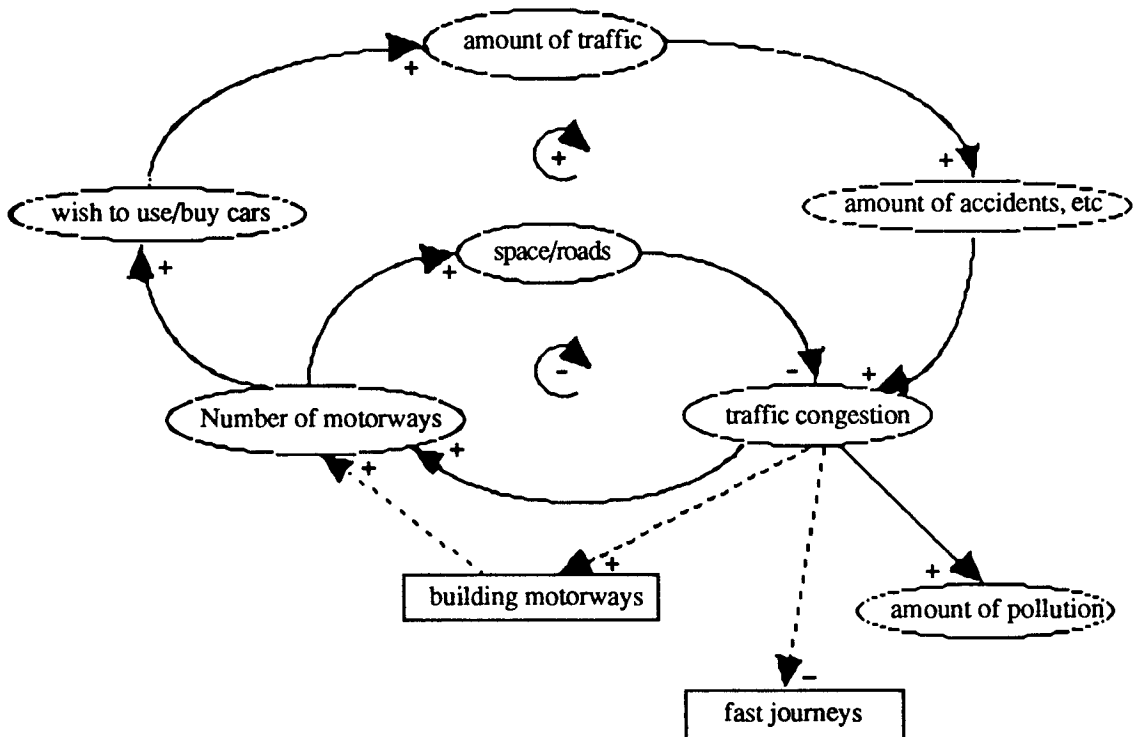 amount of traffic
+
+
+
wish to use/buy cars
amount of accidents, etc
+
space/roads
+
-
-
+
Number of motorways
traffic congestion
+
+
+
+
building motorways
amount of pollution
-
fast journeys